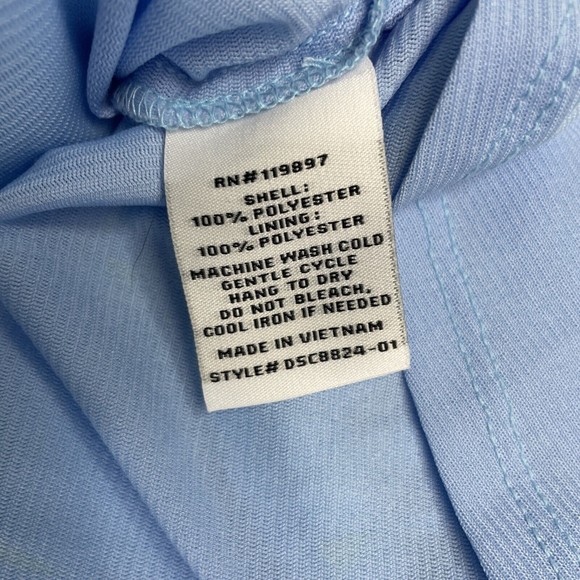 RN#119897
SHELL:
100% POLYESTER
LINING:
100% POLYESTER
MACHINE WASH COLD
GENTLE CYCLE
HANG TO DRY
DO NOT BLEACH.
COOL IRON IF NEEDED
MADE IN VIETNAM
STYLE# DSC8824-01